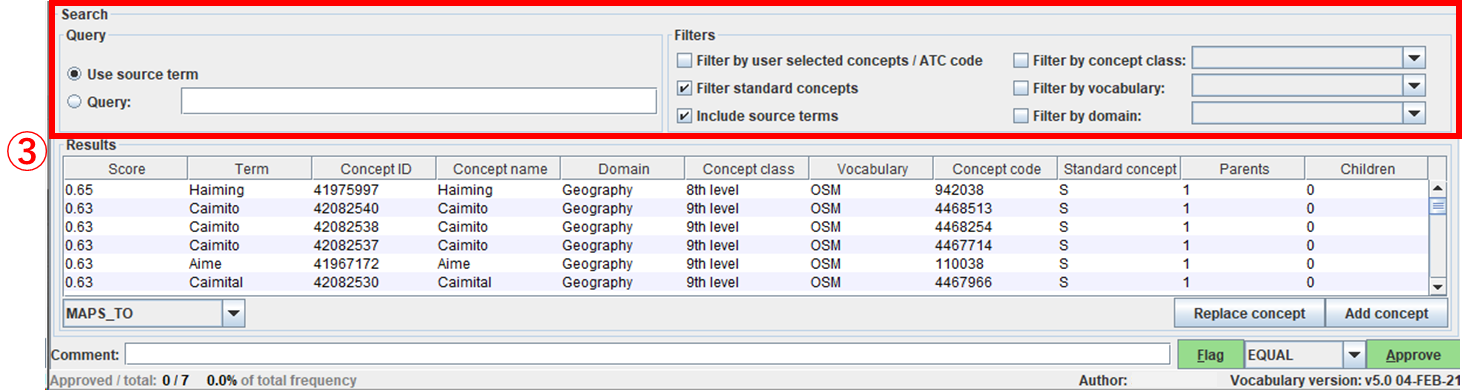 Search
Query
Filters
Use source term
Query:
Filter by user selected concepts / ATC code
Filter standard concepts
Include source terms
Filter by concept class:
Filter by vocabulary:
Filter by domain:
③
Results
Score Term Concept ID Concept name Domain Concept class Vocabulary Concept code Standard concept Parents Children
0.65 Haiming 41975997 Haiming Geography 8th level OSM 942038 S 1 0
0.63 Caimito 42082540 Caimito Geography 9th level OSM 4468513 S 1 0
0.63 Caimito 42082538 Caimito Geography 9th level OSM 4468254 S 1 0
0.63 Caimito 42082537 Caimito Geography 9th level OSM 4467714 S 1 0
0.63 Aime 41967172 Aime Geography 9th level OSM 110038 S 1 0
0.63 Caimital 42082530 Caimital Geography 9th level OSM 4467966 S 1 0
MAPS_TO
Replace concept Add concept
Comment: Flag EQUAL Approve
Approved / total: 0 / 7 0.0% of total frequency Author: Vocabulary version: v5.0 04-FEB-21